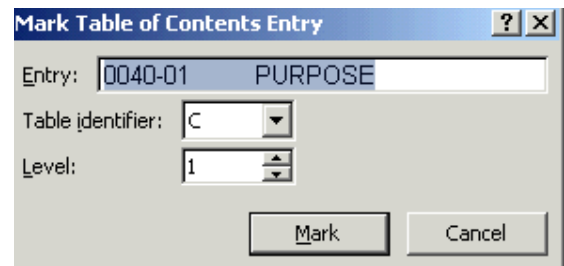 Mark Table of Contents Entry ? X
Entry: 0040-01 PURPOSE
Table identifier: C
Level: 1
Mark Cancel